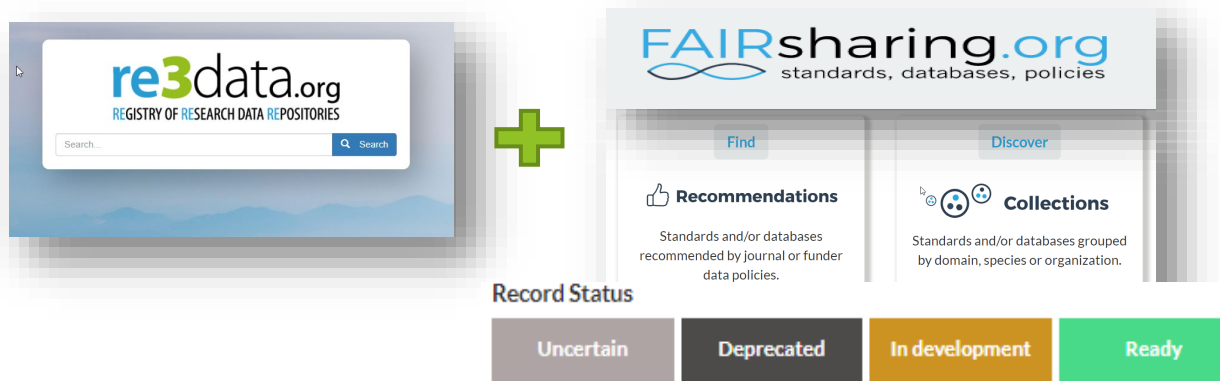 re3data.org
REGISTRY OF RESEARCH DATA REPOSITORIES
Search...
Search
FAIRsharing.org
standards, databases, policies
Find
Recommendations
Standards and/or databases
recommended by journal or funder
data policies.
Discover
Collections
Standards and/or databases grouped
by domain, species or organization.
Record Status
Uncertain
Deprecated
In development
Ready